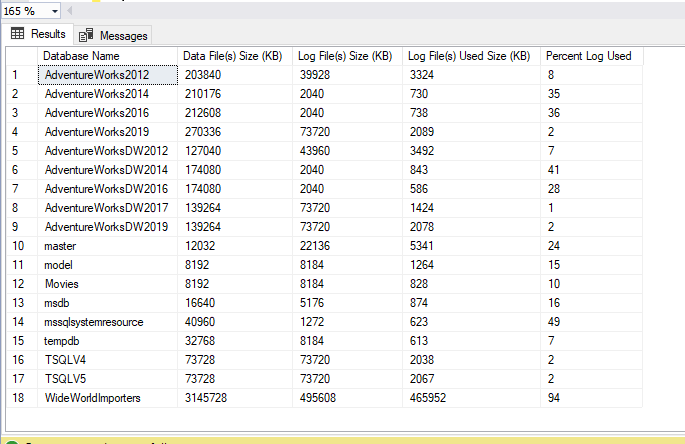 165 %
Results Messages
Database Name Data File(s) Size (KB) Log File(s) Size (KB) Log File(s) Used Size (KB) Percent Log Used
1 AdventureWorks2012 203840 39928 3324 8
2 AdventureWorks2014 210176 2040 730 35
3 AdventureWorks2016 212608 2040 738 36
4 AdventureWorks2019 270336 73720 2089 2
5 AdventureWorksDW2012 127040 43960 3492 7
6 AdventureWorksDW2014 174080 2040 843 41
7 AdventureWorksDW2016 174080 2040 586 28
8 AdventureWorksDW2017 139264 73720 1424 1
9 AdventureWorksDW2019 139264 73720 2078 2
10 master 12032 22136 5341 24
11 model 8192 8184 1264 15
12 Movies 8192 8184 828 10
13 msdb 16640 5176 874 16
14 mssqlsystemresource 40960 1272 623 49
15 tempdb 32768 8184 613 7
16 TSQLV4 73728 73720 2038 2
17 TSQLV5 73728 73720 2067 2
18 WideWorldImporters 3145728 495608 465952 94